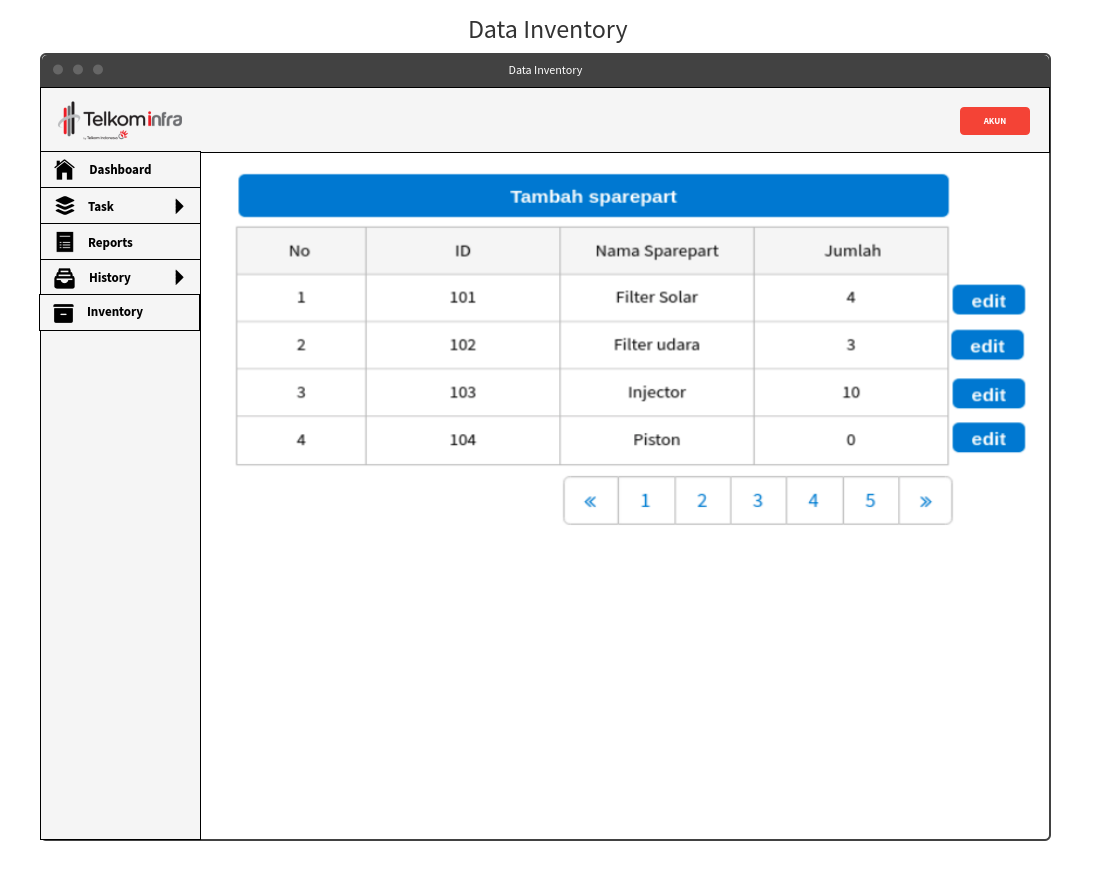 Data Inventory
Data Inventory
Telkominfra
by Telkom Indonesia
AKUN
Dashboard
Task
Reports
History
Inventory
Tambah sparepart
No ID Nama Sparepart Jumlah
1 101 Filter Solar 4 edit
2 102 Filter udara 3 edit
3 103 Injector 10 edit
4 104 Piston 0 edit
« 1 2 3 4 5 »